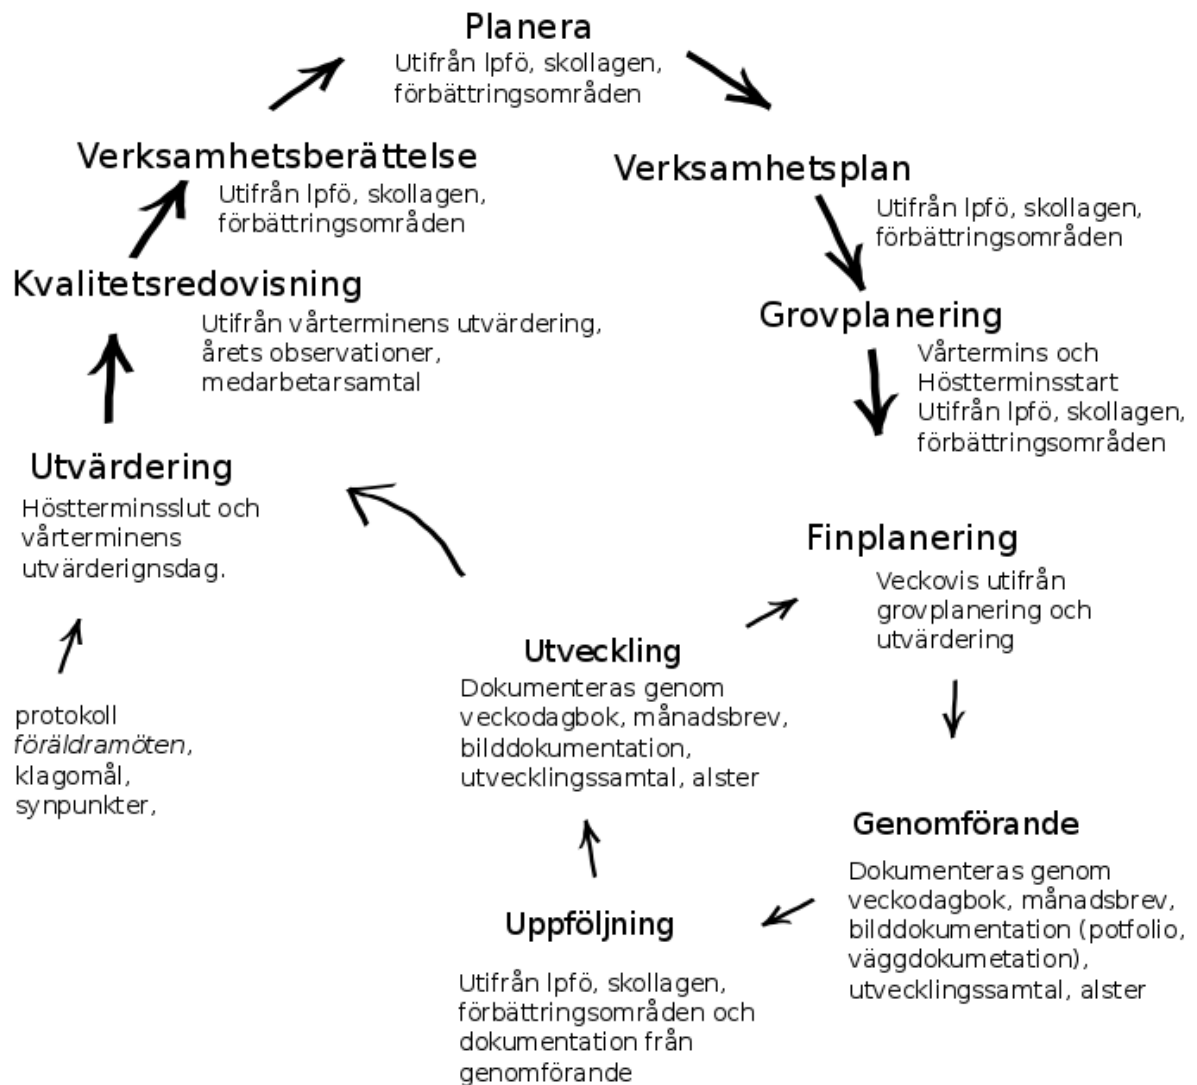 Planera
Utifrån lpfö, skollagen,
förbättringsområden
Verksamhetsplan
Utifrån lpfö, skollagen,
förbättringsområden
Grovplanering
Vårtermins och
Höstterminsstart
Utifrån lpfö, skollagen,
förbättringsområden
Finplanering
Veckovis utifrån
grovplanering och
utvärdering
Genomförande
Dokumenteras genom
veckodagbok, månadsbrev,
bilddokumentation (potfolio,
väggdokumetation),
utvecklingssamtal, alster
Uppföljning
Utifrån lpfö, skollagen,
förbättringsområden och
dokumentation från
genomförande
Utveckling
Dokumenteras genom
veckodagbok, månadsbrev,
bilddokumentation,
utvecklingssamtal, alster
protokoll
föräldramöten,
klagomål,
synpunkter,
Utvärdering
Höstterminsslut och
vårterminens
utvärderignsdag.
Kvalitetsredovisning
Utifrån vårterminens utvärdering,
årets observationer,
medarbetarsamtal
Verksamhetsberättelse
Utifrån lpfö, skollagen,
förbättringsområden